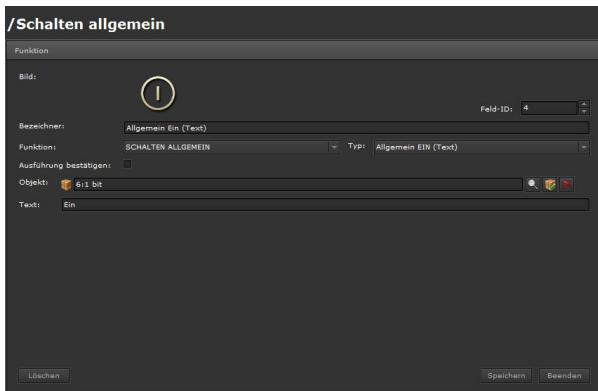 /Schalten allgemein
Funktion
Bild:
Feld-ID: 4
Bezeichner: Allgemein Ein (Text)
Funktion: SCHALTEN ALLGEMEIN Typ: Allgemein EIN (Text)
Ausführung bestätigen:
Objekt: 6:1 bit
Text: Ein
Löschen Speichern Beenden